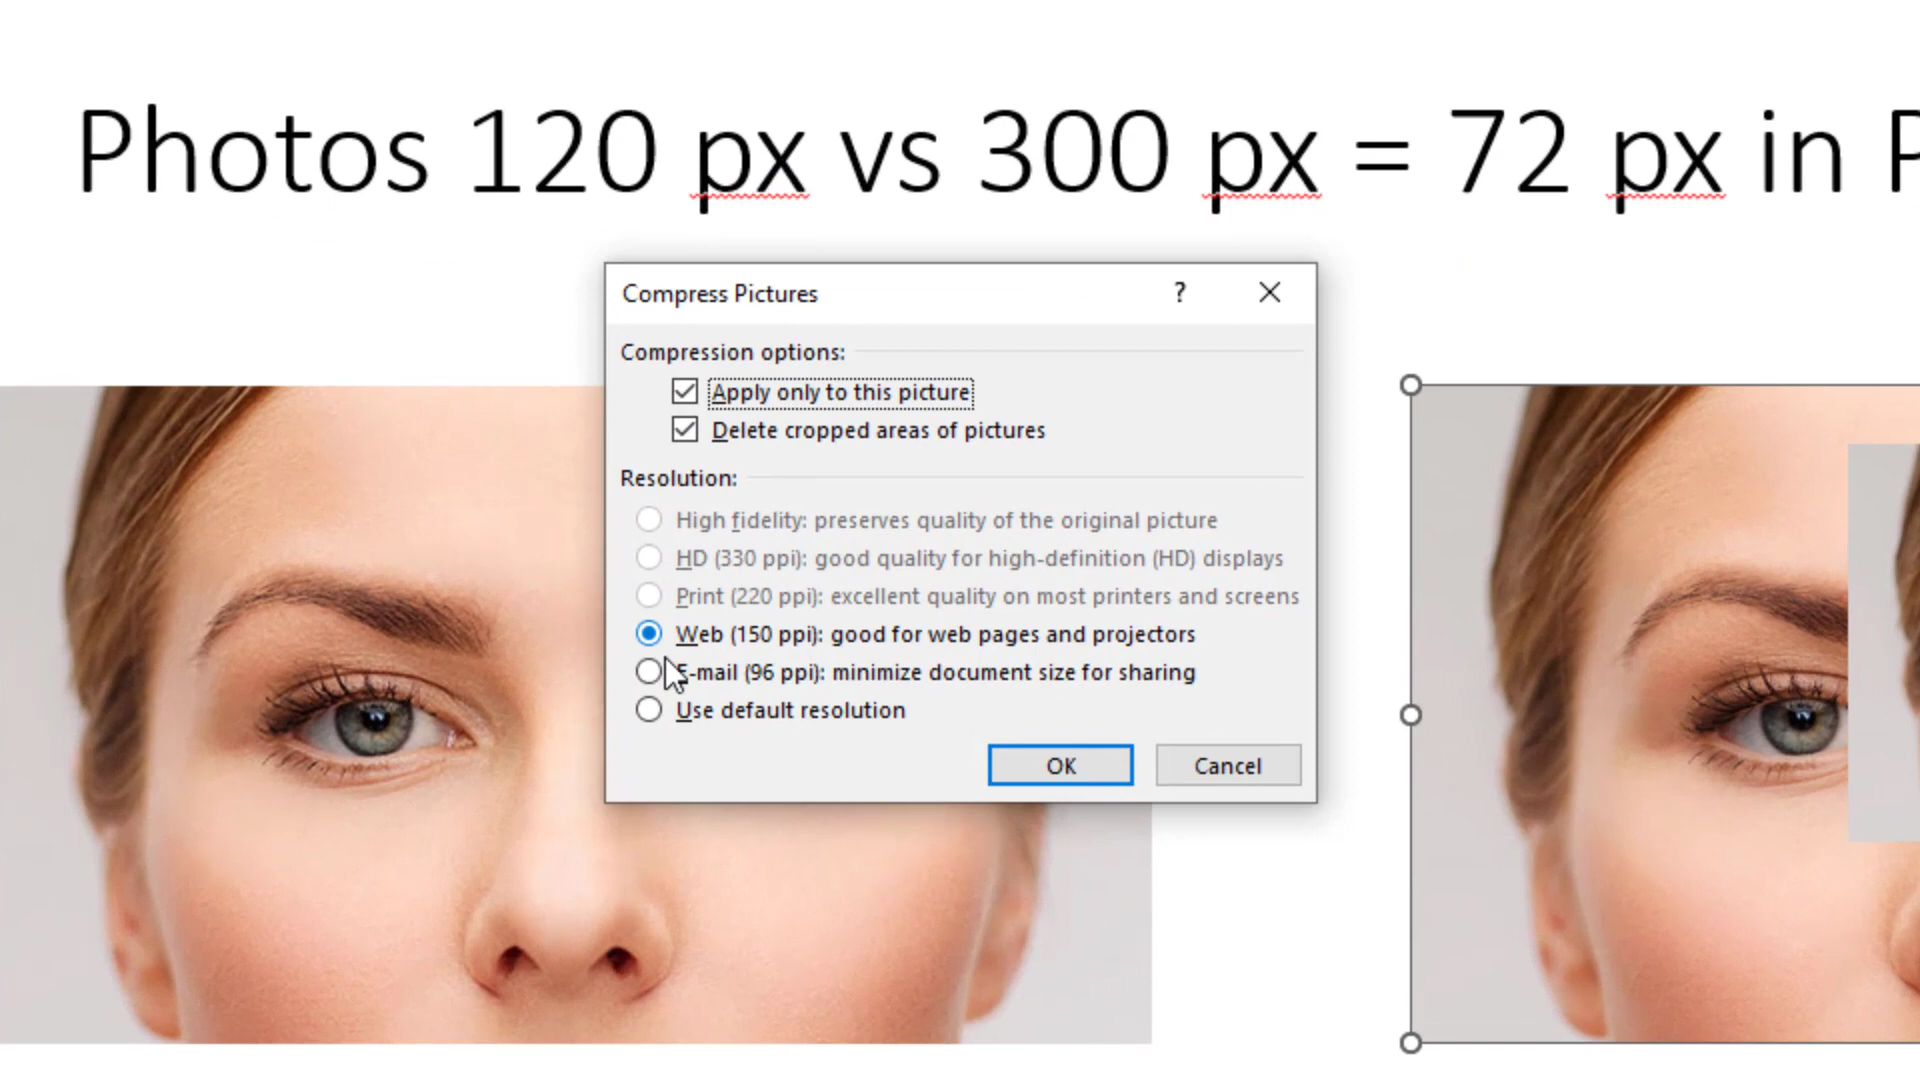 Photos 120 px vs 300 px = 72 px in P
Compress Pictures ?
Compression options:
Apply only to this picture
Delete cropped areas of pictures
Resolution:
High fidelity: preserves quality of the original picture
HD (330 ppi): good quality for high-definition (HD) displays
Print (220 ppi): excellent quality on most printers and screens
Web (150 ppi): good for web pages and projectors
E-mail (96 ppi): minimize document size for sharing
Use default resolution
OK Cancel